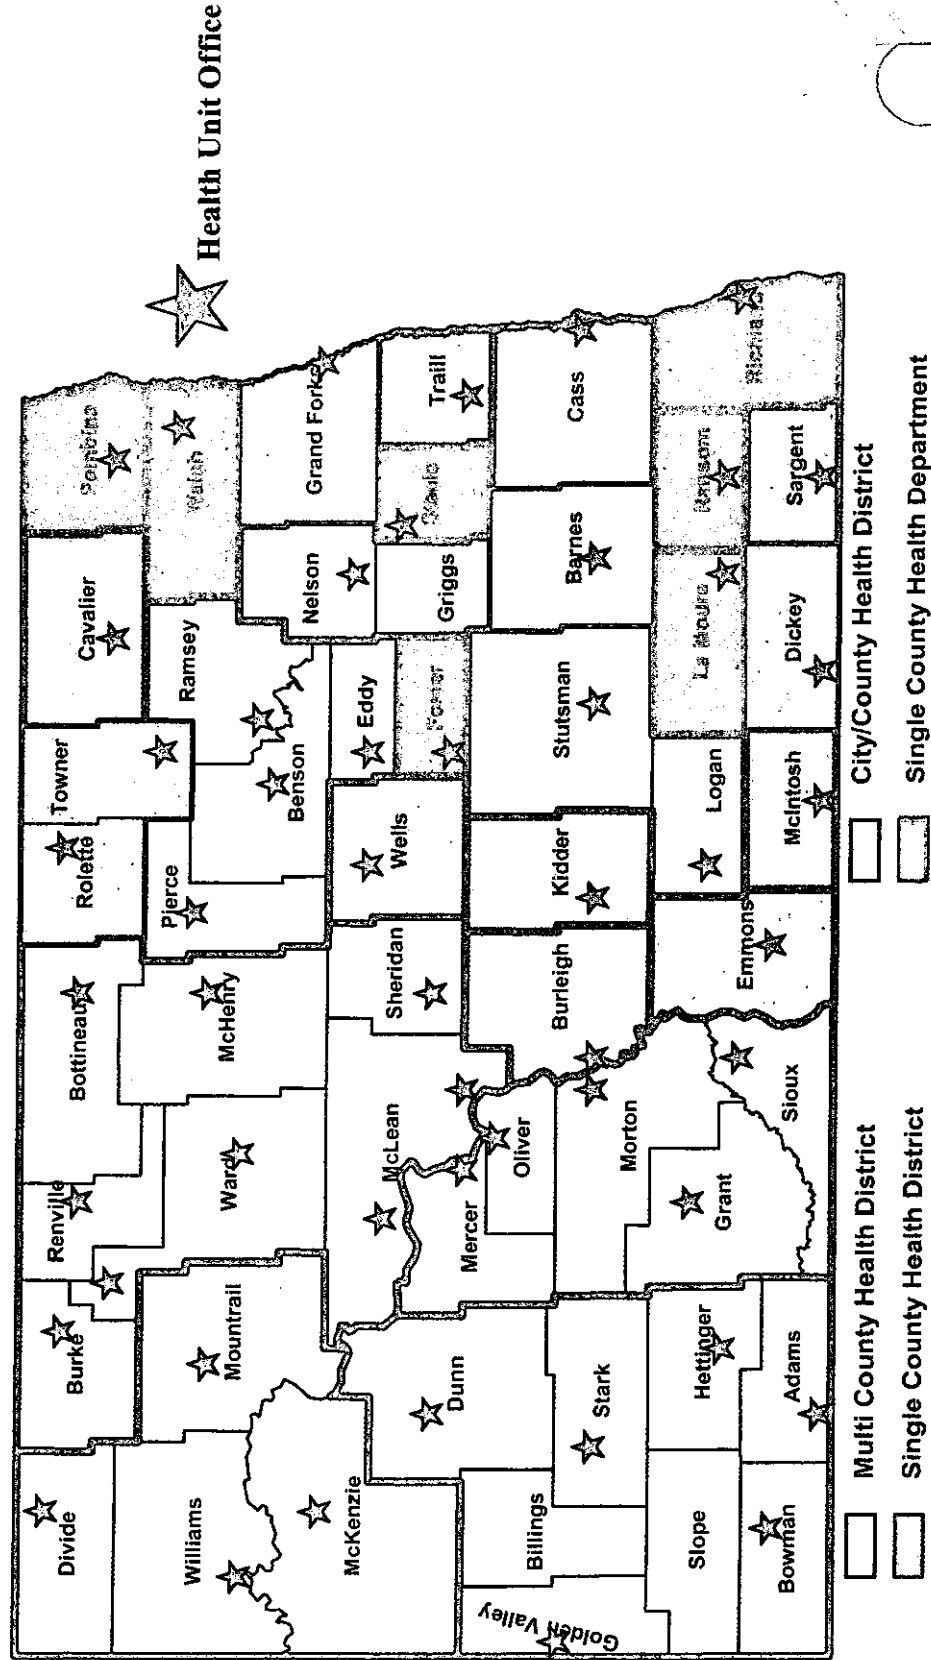 Health Unit Office
Divide
Burke
Renville
Bottineau
Rolette
Towner
Cavalier
Pembina
Williams
Mountrail
Ward
McHenry
Pierce
Ramsey
Walsh
McKenzie
Benson
Nelson
Grand Forks
McLean
Sheridan
Wells
Eddy
Foster
Griggs
Steele
Traill
Dunn
Mercer
Oliver
Golden Valley
Billings
Stark
Morton
Burleigh
Kidder
Stutsman
Barnes
Cass
Slope
Hettinger
Grant
Sioux
Emmons
Logan
La Moure
Ransom
Richland
Bowman
Adams
McIntosh
Dickey
Sargent
Multi County Health District
City/County Health District
Single County Health District
Single County Health Department